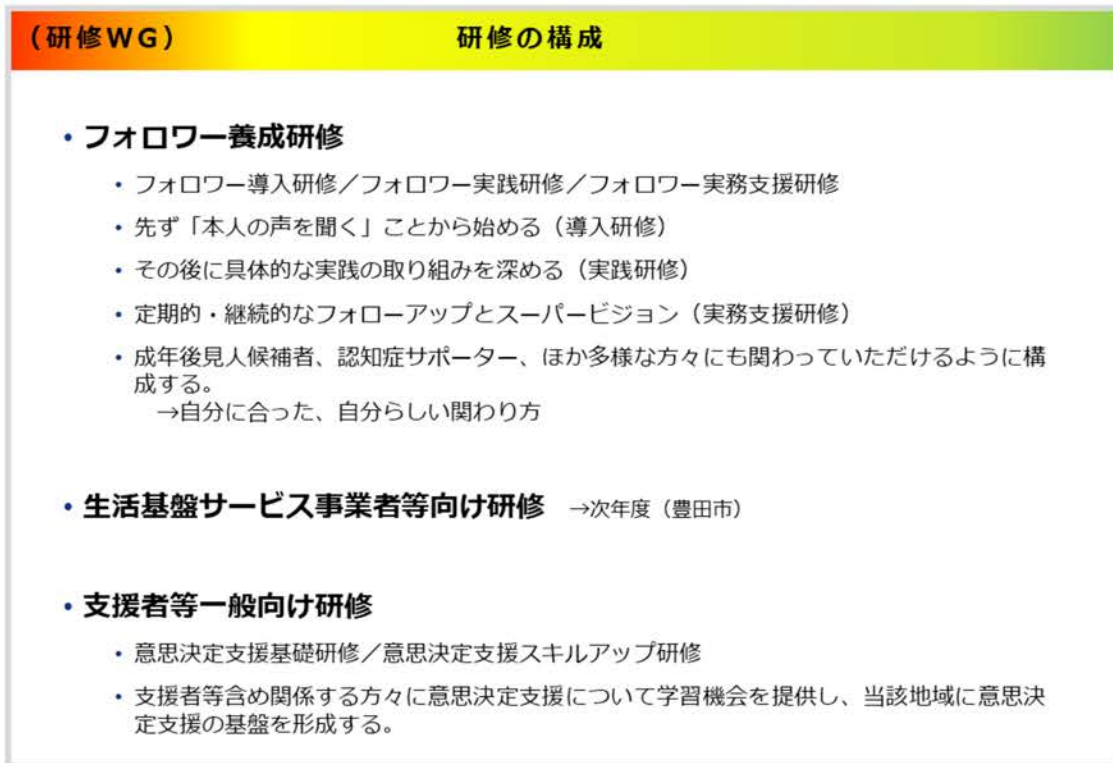 （研修WG） 研修の構成
・フォロワー養成研修
・フォロワー導入研修／フォロワー実践研修／フォロワー実務支援研修
・先ず「本人の声を聞く」ことから始める（導入研修）
・その後に具体的な実践の取り組みを深める（実践研修）
・定期的・継続的なフォローアップとスーパービジョン（実務支援研修）
・成年後見人候補者、認知症サポーター、ほか多様な方々にも関わっていただけるように構
成する。
→自分に合った、自分らしい関わり方
・生活基盤サービス事業者等向け研修 →次年度（豊田市）
・支援者等一般向け研修
・意思決定支援基礎研修／意思決定支援スキルアップ研修
・支援者等含め関係する方々に意思決定支援について学習機会を提供し、当該地域に意思決
定支援の基盤を形成する。